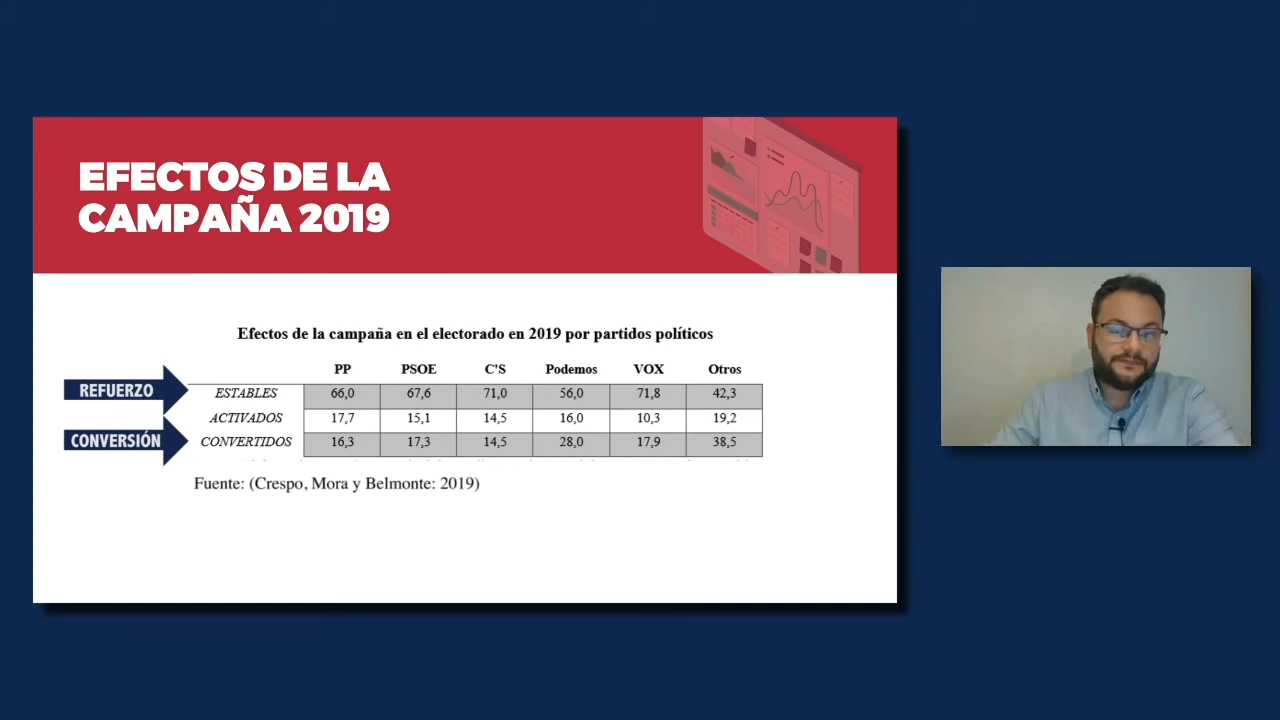 EFECTOS DE LA
CAMPAÑA 2019
Efectos de la campaña en el electorado en 2019 por partidos políticos
PP PSOE C'S Podemos VOX Otros
REFUERZO ESTABLES 66,0 67,6 71,0 56,0 71,8 42,3
ACTIVADOS 17,7 15,1 14,5 16,0 10,3 19,2
CONVERSIÓN CONVERTIDOS 16,3 17,3 14,5 28,0 17,9 38,5
Fuente: (Crespo, Mora y Belmonte: 2019)